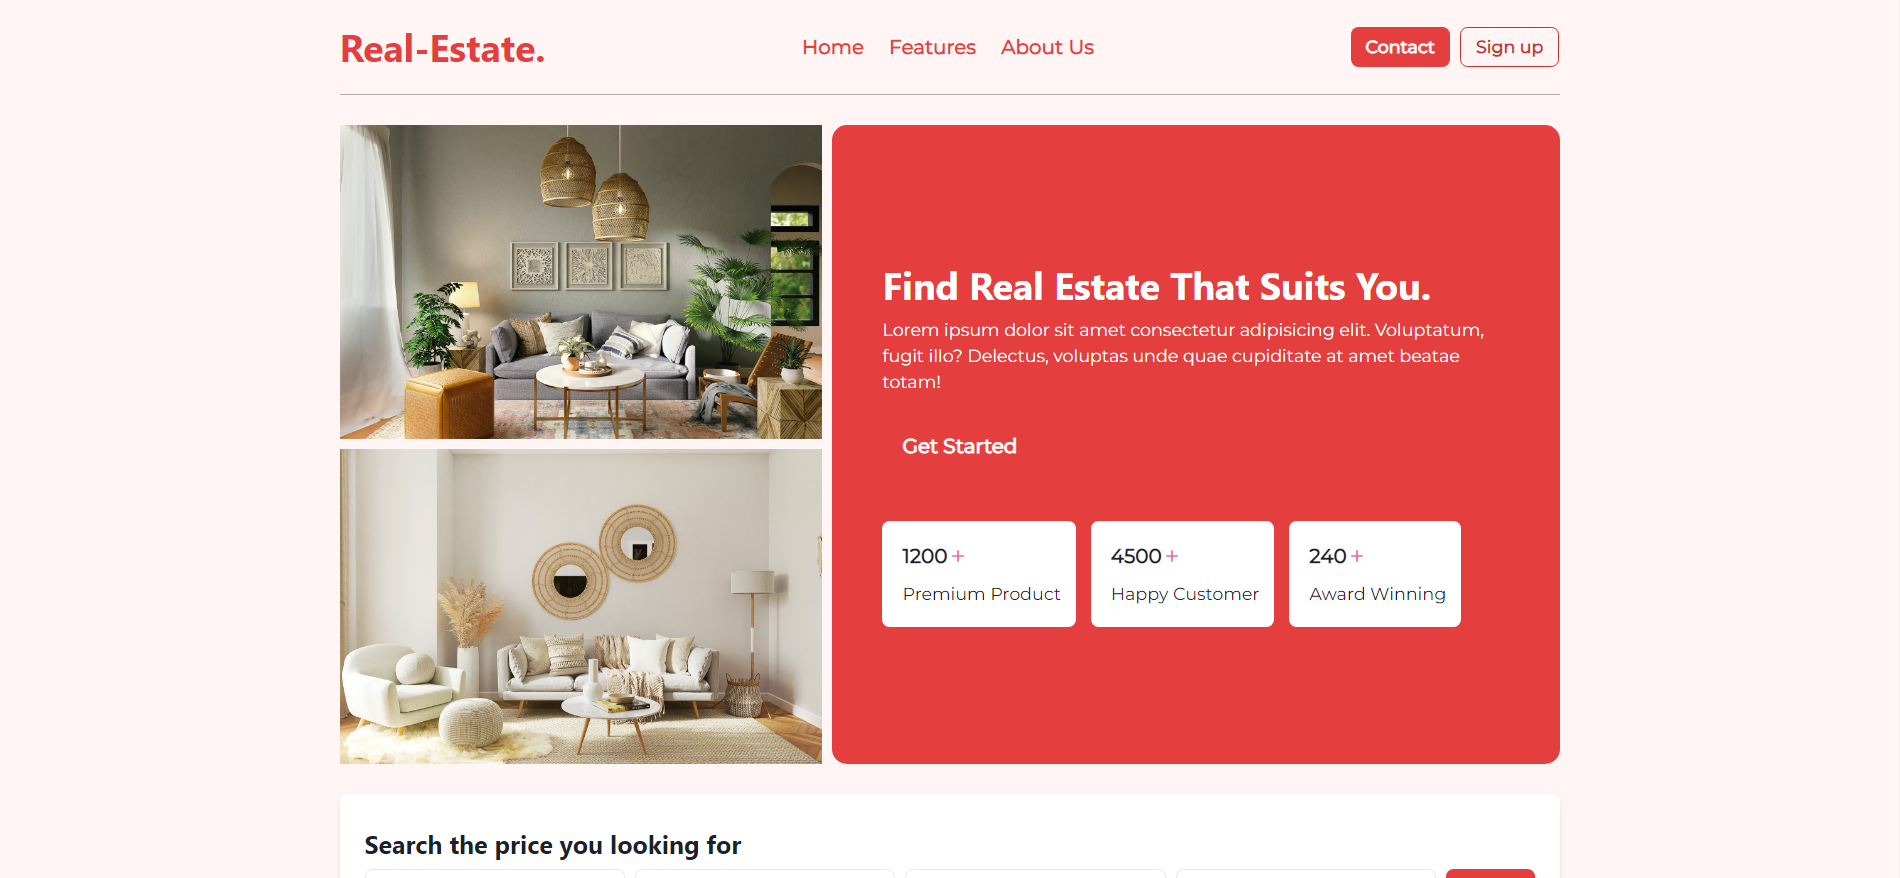 Real-Estate.
Home Features About Us
Contact Sign up
Find Real Estate That Suits You.
Lorem ipsum dolor sit amet consectetur adipisicing elit. Voluptatum,
fugit illo? Delectus, voluptas unde quae cupiditate at amet beatae
totam!
Get Started
1200 +
Premium Product
4500 +
Happy Customer
240 +
Award Winning
Search the price you looking for